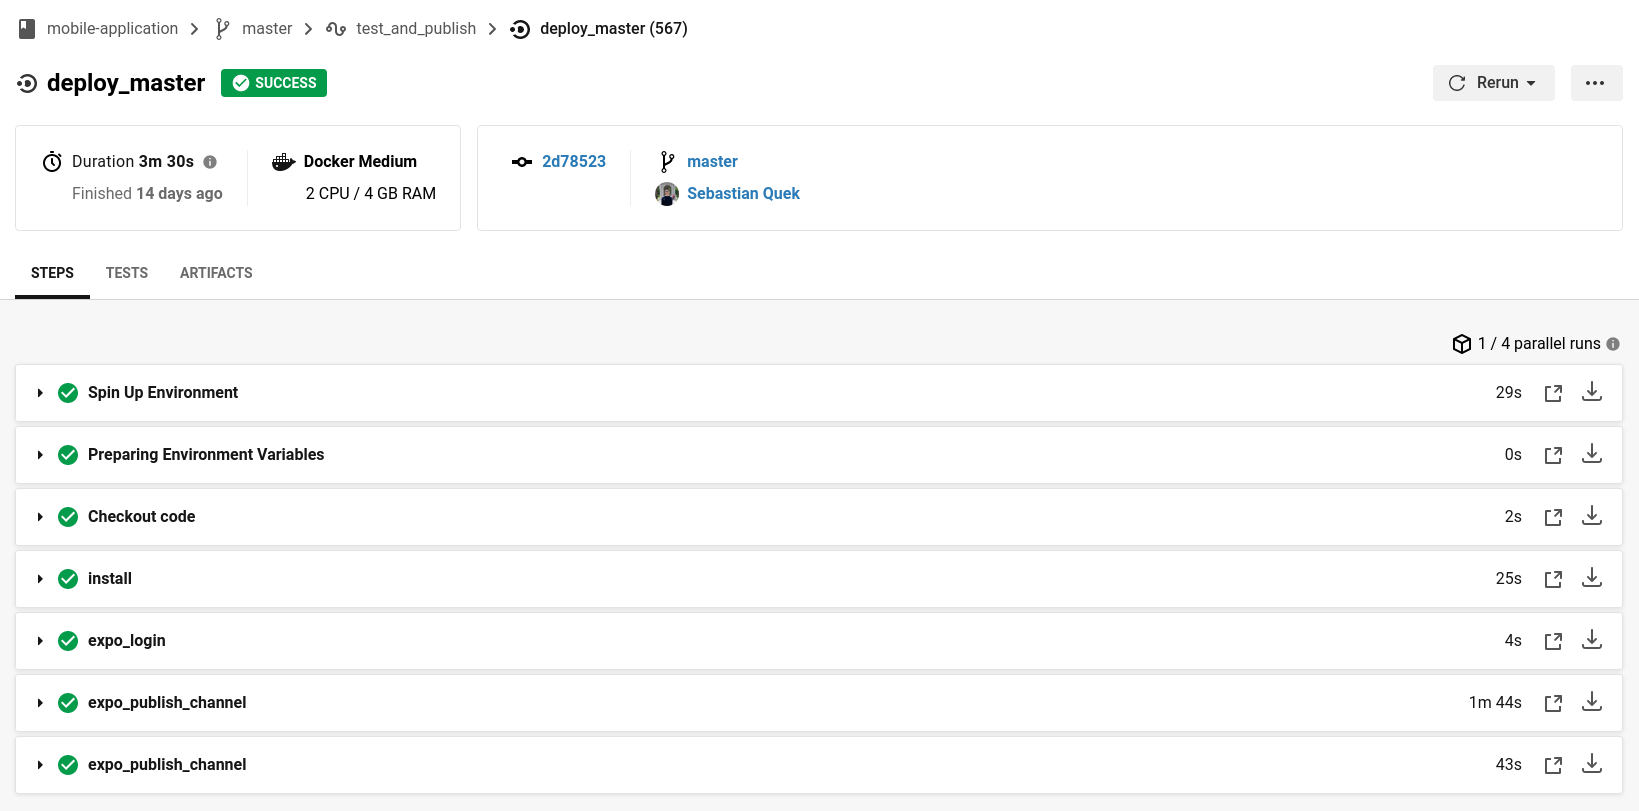 mobile-application > master > test_and_publish > deploy_master (567)
deploy_master SUCCESS Rerun ...
Duration 3m 30s Docker Medium 2d78523 master
Finished 14 days ago 2 CPU / 4 GB RAM Sebastian Quek
STEPS TESTS ARTIFACTS
1 / 4 parallel runs
Spin Up Environment 29s
Preparing Environment Variables 0s
Checkout code 2s
install 25s
expo_login 4s
expo_publish_channel 1m 44s
expo_publish_channel 43s